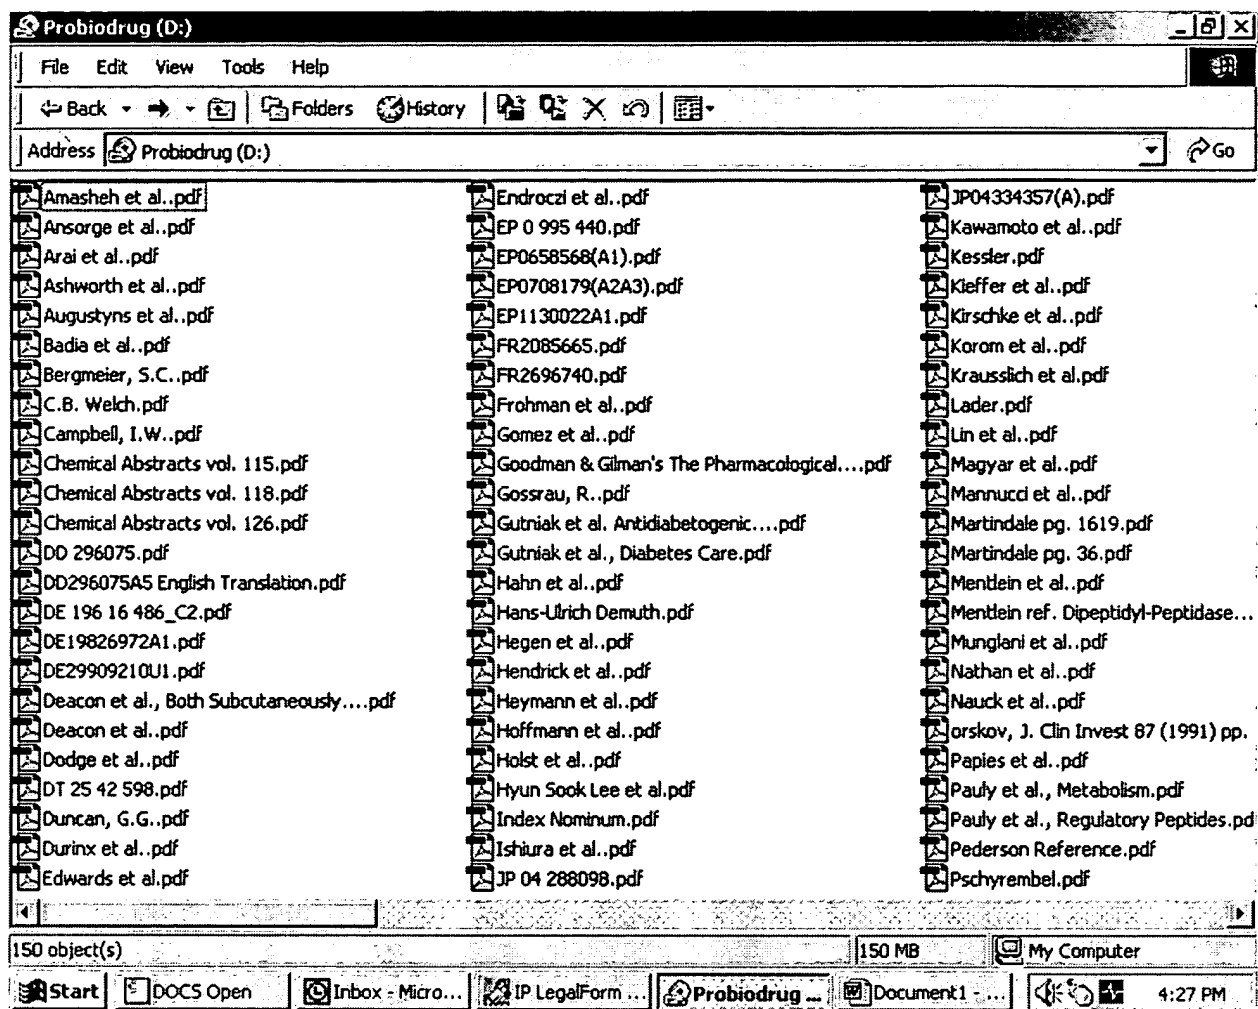 Probiodrug (D:)
File Edit View Tools Help
Back Folders History
Address Probiodrug (D:) Go
Amasheh et al..pdf
Ansorge et al..pdf
Arai et al..pdf
Ashworth et al..pdf
Augustyns et al..pdf
Badia et al..pdf
Bergmeier, S.C..pdf
C.B. Welch.pdf
Campbell, I.W..pdf
Chemical Abstracts vol. 115.pdf
Chemical Abstracts vol. 118.pdf
Chemical Abstracts vol. 126.pdf
DD 296075.pdf
DD296075A5 English Translation.pdf
DE 196 16 486_C2.pdf
DE19826972A1.pdf
DE29909210U1.pdf
Deacon et al., Both Subcutaneously....pdf
Deacon et al..pdf
Dodge et al..pdf
DT 25 42 598.pdf
Duncan, G.G..pdf
Durinx et al..pdf
Edwards et al.pdf
Endroczi et al..pdf
EP 0 995 440.pdf
EP0658568(A1).pdf
EP0708179(A2A3).pdf
EP1130022A1.pdf
FR2085665.pdf
FR2696740.pdf
Frohman et al..pdf
Gomez et al..pdf
Goodman & Gilman's The Pharmacological....pdf
Gossrau, R..pdf
Gutniak et al. Antidiabetogenic....pdf
Gutniak et al., Diabetes Care.pdf
Hahn et al..pdf
Hans-Ulrich Demuth.pdf
Hegen et al..pdf
Hendrick et al..pdf
Heymann et al..pdf
Hoffmann et al..pdf
Holst et al..pdf
Hyun Sook Lee et al.pdf
Index Nominum.pdf
Ishiura et al..pdf
JP 04 288098.pdf
JP04334357(A).pdf
Kawamoto et al..pdf
Kessler.pdf
Kieffer et al..pdf
Kirschke et al..pdf
Korom et al..pdf
Krausslich et al.pdf
Lader.pdf
Lin et al..pdf
Magyar et al..pdf
Mannucci et al..pdf
Martindale pg. 1619.pdf
Martindale pg. 36.pdf
Mentlein et al..pdf
Mentlein ref. Dipeptidyl-Peptidase...
Munglani et al..pdf
Nathan et al..pdf
Nauck et al..pdf
orskov, J. Clin Invest 87 (1991) pp.
Papies et al..pdf
Pauly et al., Metabolism.pdf
Pauly et al., Regulatory Peptides.pd
Pederson Reference.pdf
Pschyrembel.pdf
150 object(s) 150 MB My Computer
Start DOCS Open Inbox - Micro... IP LegalForm ... Probiodrug ... Document1 - ... 4:27 PM